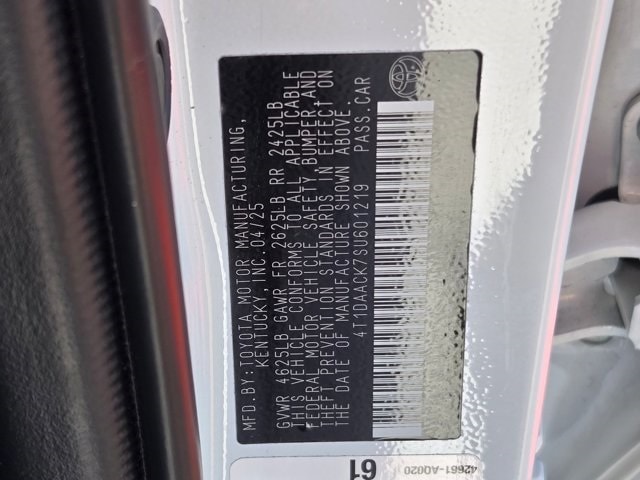 MFD.BY:TOYOTA MOTOR MANUFACTURING,
KENTUCKY, INC.04/25
GVWR 4625LB GAWR FR 2625LB RR 2425LB
THIS VEHICLE CONFORMS TO ALL APPLICABLE
FEDERAL MOTOR VEHICLE SAFETY, BUMPER, AND
THEFT PREVENTION STANDARDS IN EFFECT ON
THE DATE OF MANUFACTURE SHOWN ABOVE.
4T1DAACK7SU601219 PASS.CAR
42661-AQ020
61